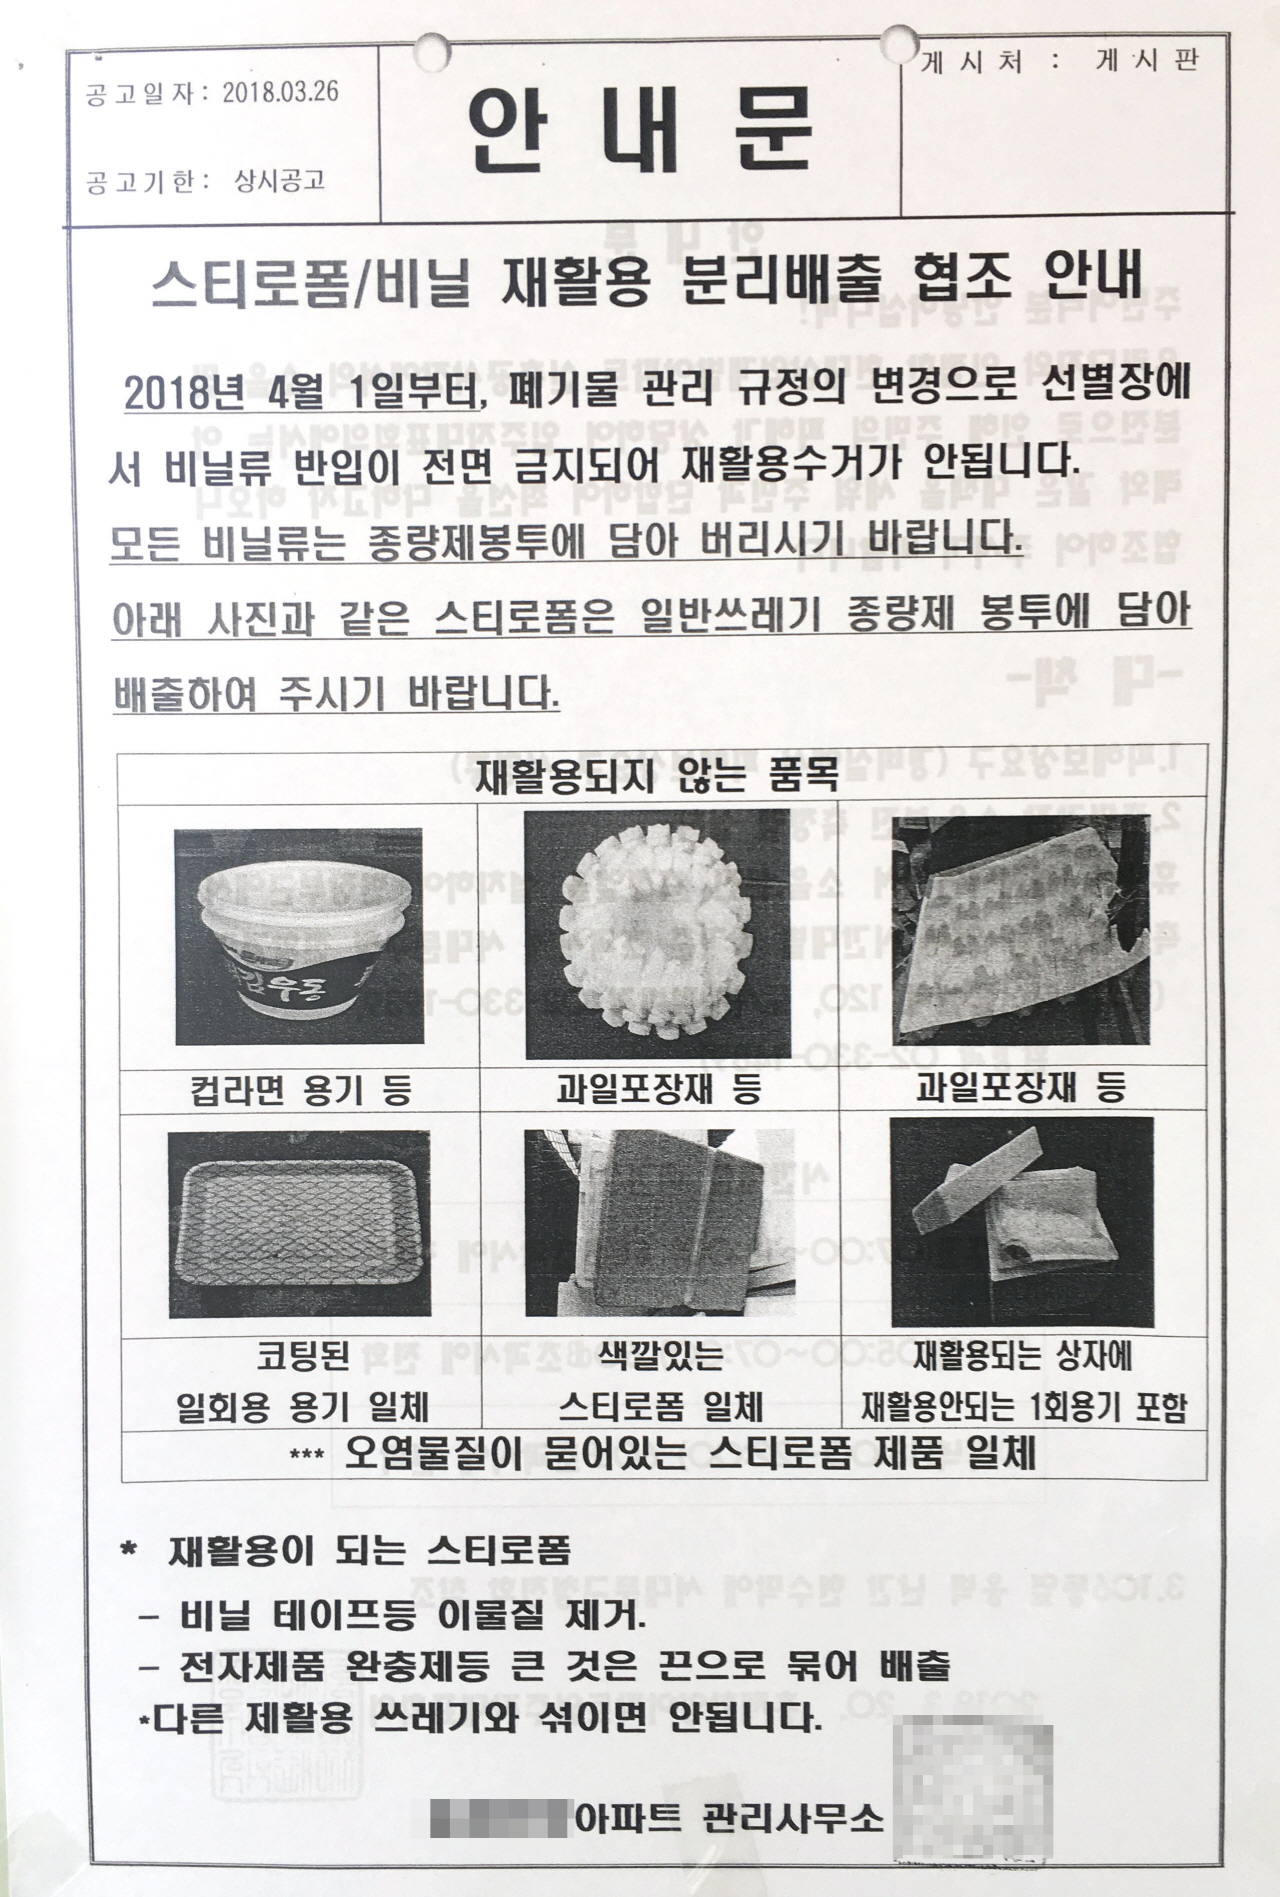 공고일자: 2018.03.26
공고기한: 상시공고
안 내 문
게 시 처 : 게 시 판
스티로폼/비닐 재활용 분리배출 협조 안내
2018년 4월 1일부터, 폐기물 관리 규정의 변경으로 선별장에
서 비닐류 반입이 전면 금지되어 재활용수거가 안됩니다.
모든 비닐류는 종량제봉투에 담아 버리시기 바랍니다.
아래 사진과 같은 스티로폼은 일반쓰레기 종량제 봉투에 담아
배출하여 주시기 바랍니다.
재활용되지 않는 품목
우동
컵라면 용기 등
과일포장재 등
과일포장재 등
코팅된
일회용 용기 일체
색깔있는
스티로폼 일체
재활용되는 상자에
재활용안되는 1회용기 포함
*** 오염물질이 묻어있는 스티로폼 제품 일체
* 재활용이 되는 스티로폼
- 비닐 테이프등 이물질 제거.
- 전자제품 완충제등 큰 것은 끈으로 묶어 배출
*다른 제활용 쓰레기와 섞이면 안됩니다.
아파트 관리사무소